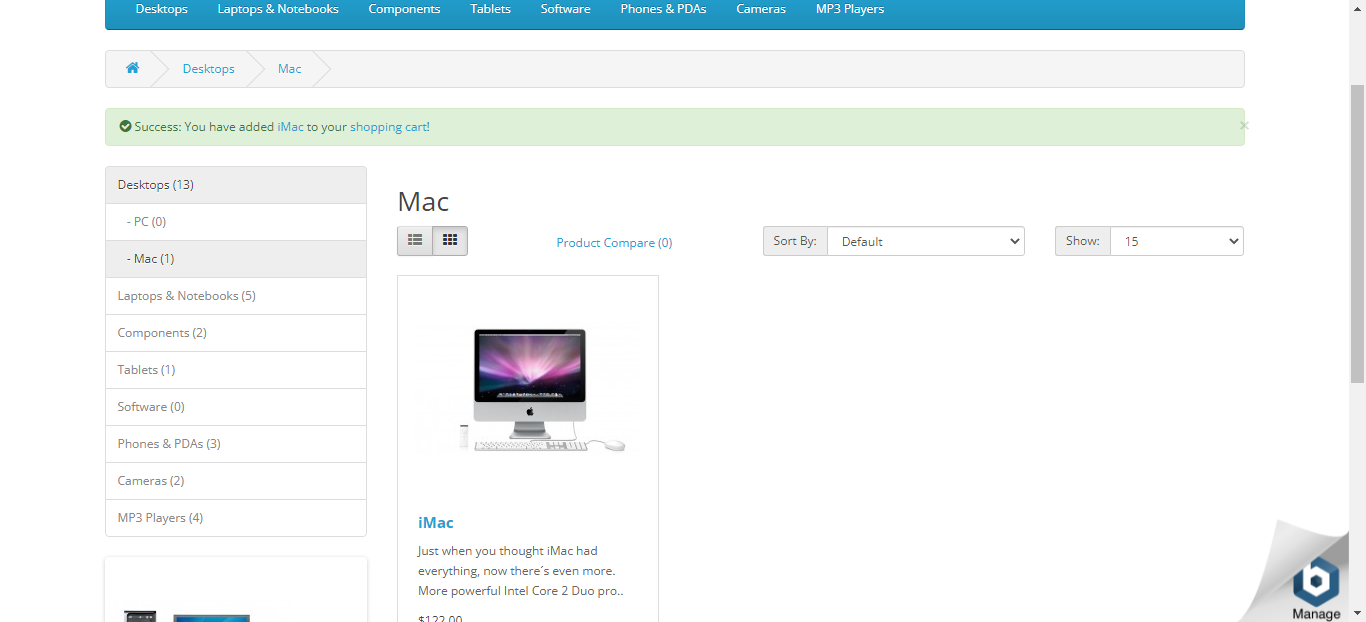 Desktops Laptops & Notebooks Components Tablets Software Phones & PDAs Cameras MP3 Players
Desktops Mac
Success: You have added iMac to your shopping cart!
×
Desktops (13)
- PC (0)
- Mac (1)
Laptops & Notebooks (5)
Components (2)
Tablets (1)
Software (0)
Phones & PDAs (3)
Cameras (2)
MP3 Players (4)
Mac
Product Compare (0)
Sort By: Default
Show: 15
iMac
Just when you thought iMac had
everything, now there´s even more.
More powerful Intel Core 2 Duo pro..
$122.00
Manage